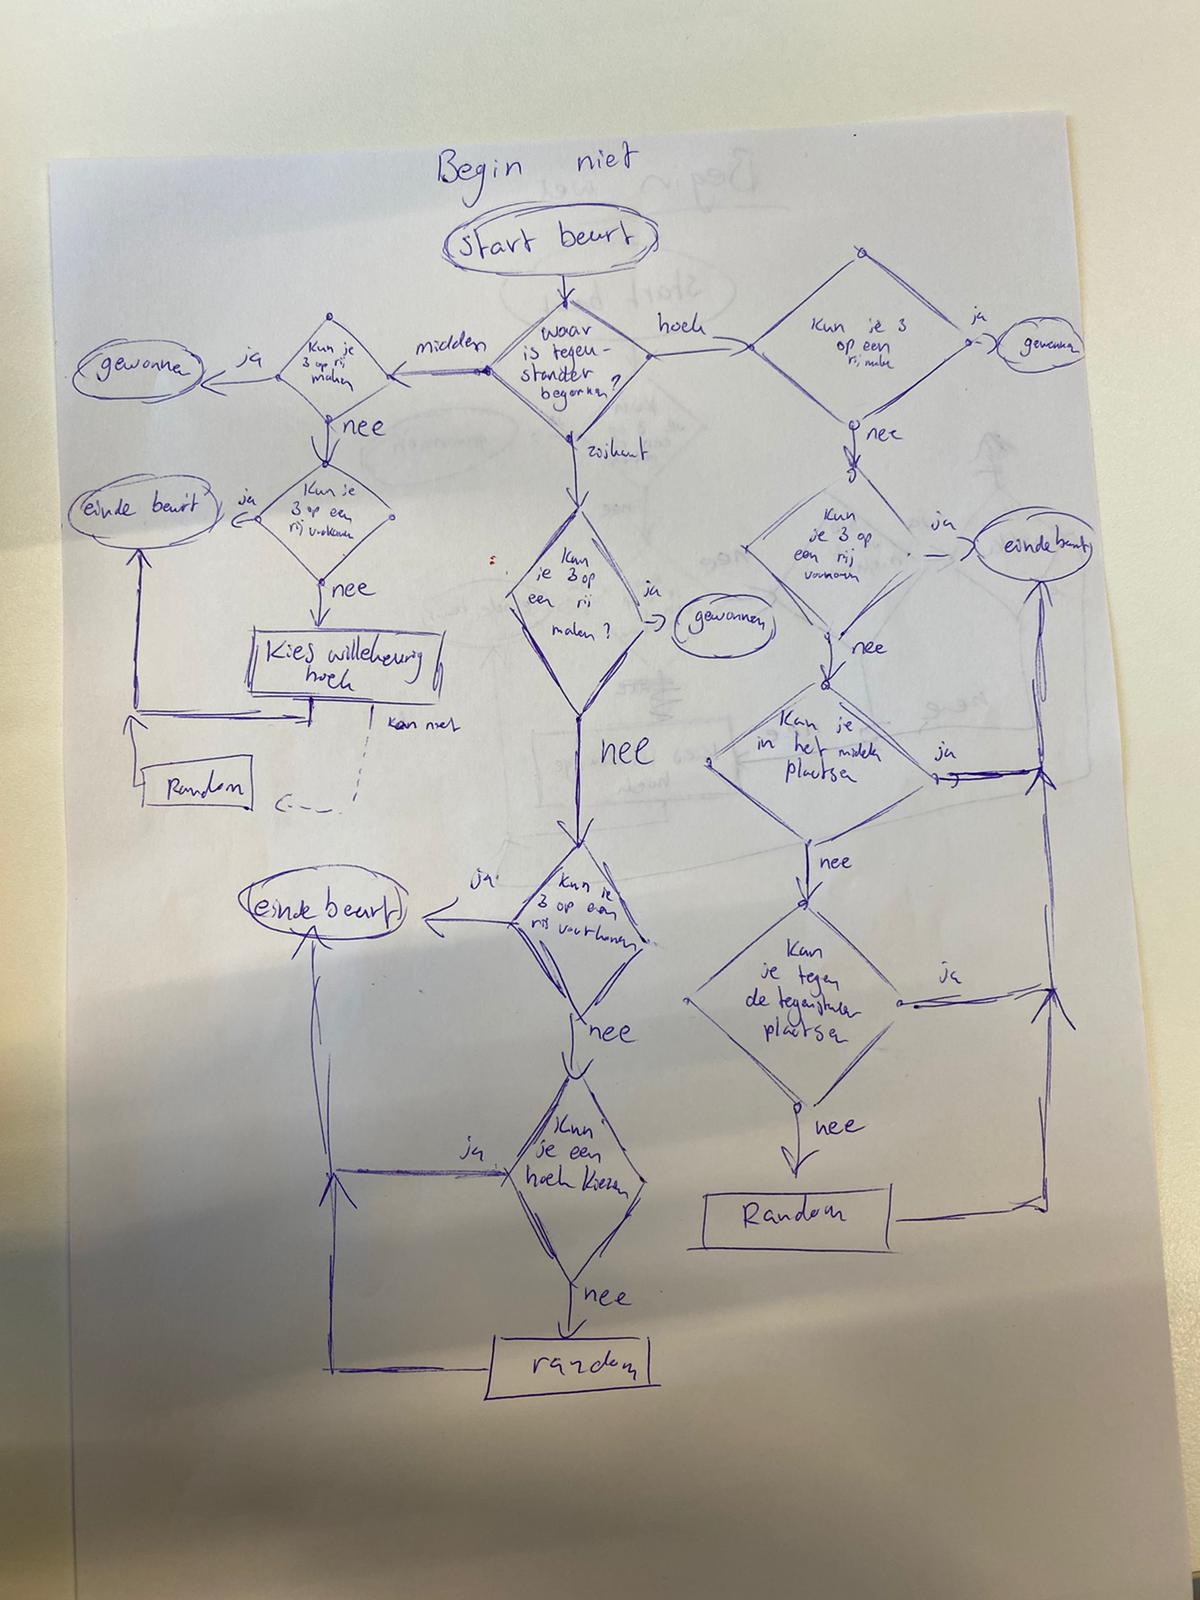 Begin niet
start beurt
waar
is tegen-
stander
begonnen?
midden
hoek
zijkant
Kun je
3 op rij
maken
ja
gewonnen
nee
Kun je
3 op een
rij
ja
einde beurt
nee
Kies willekeurig
hoek
kan niet
Random
Kun je 3
op een
rij maken
ja
gewonnen
nee
Kun
je 3 op
een rij
ja
einde beurt
nee
Kan je
in het midden
plaatsen
ja
nee
Kan
je tegen
de tegenstander
plaatsen
ja
nee
Random
Kun
je 3 op
een rij
maken?
ja
gewonnen
nee
Kun je
3 op een
rij voorkomen
ja
einde beurt
nee
Kun
je een
hoek kiezen
ja
nee
random